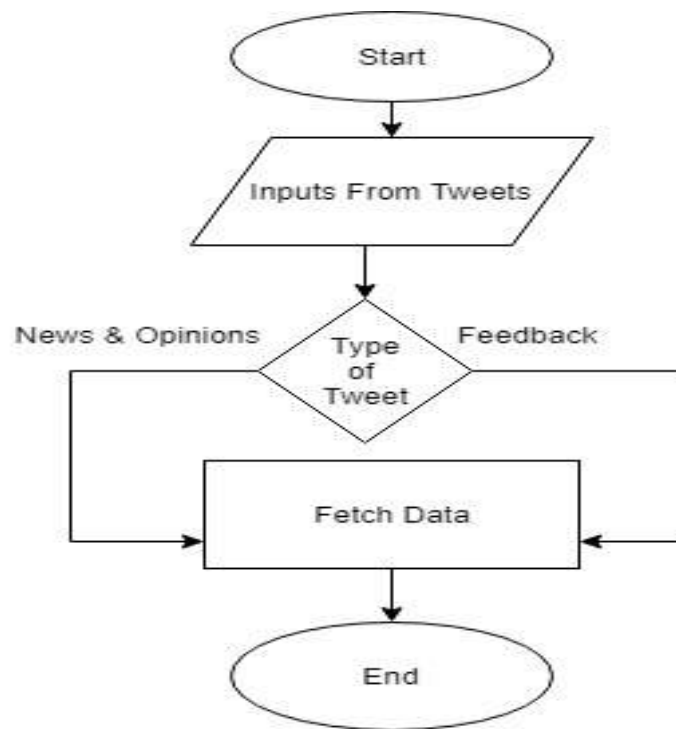 Start
Inputs From Tweets
News & Opinions
Feedback
Type
of
Tweet
Fetch Data
End